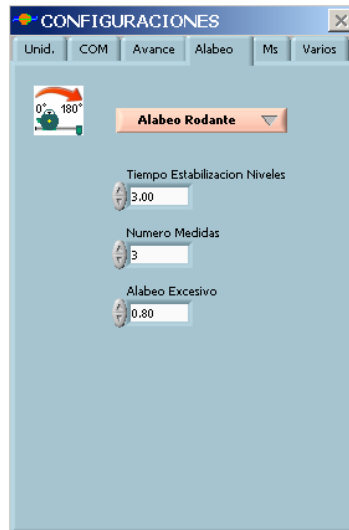 CONFIGURACIONES
Unid. COM Avance Alabeo Ms Varios
0° 180°
Alabeo Rodante
Tiempo Estabilizacion Niveles
3.00
Numero Medidas
3
Alabeo Excesivo
0.80